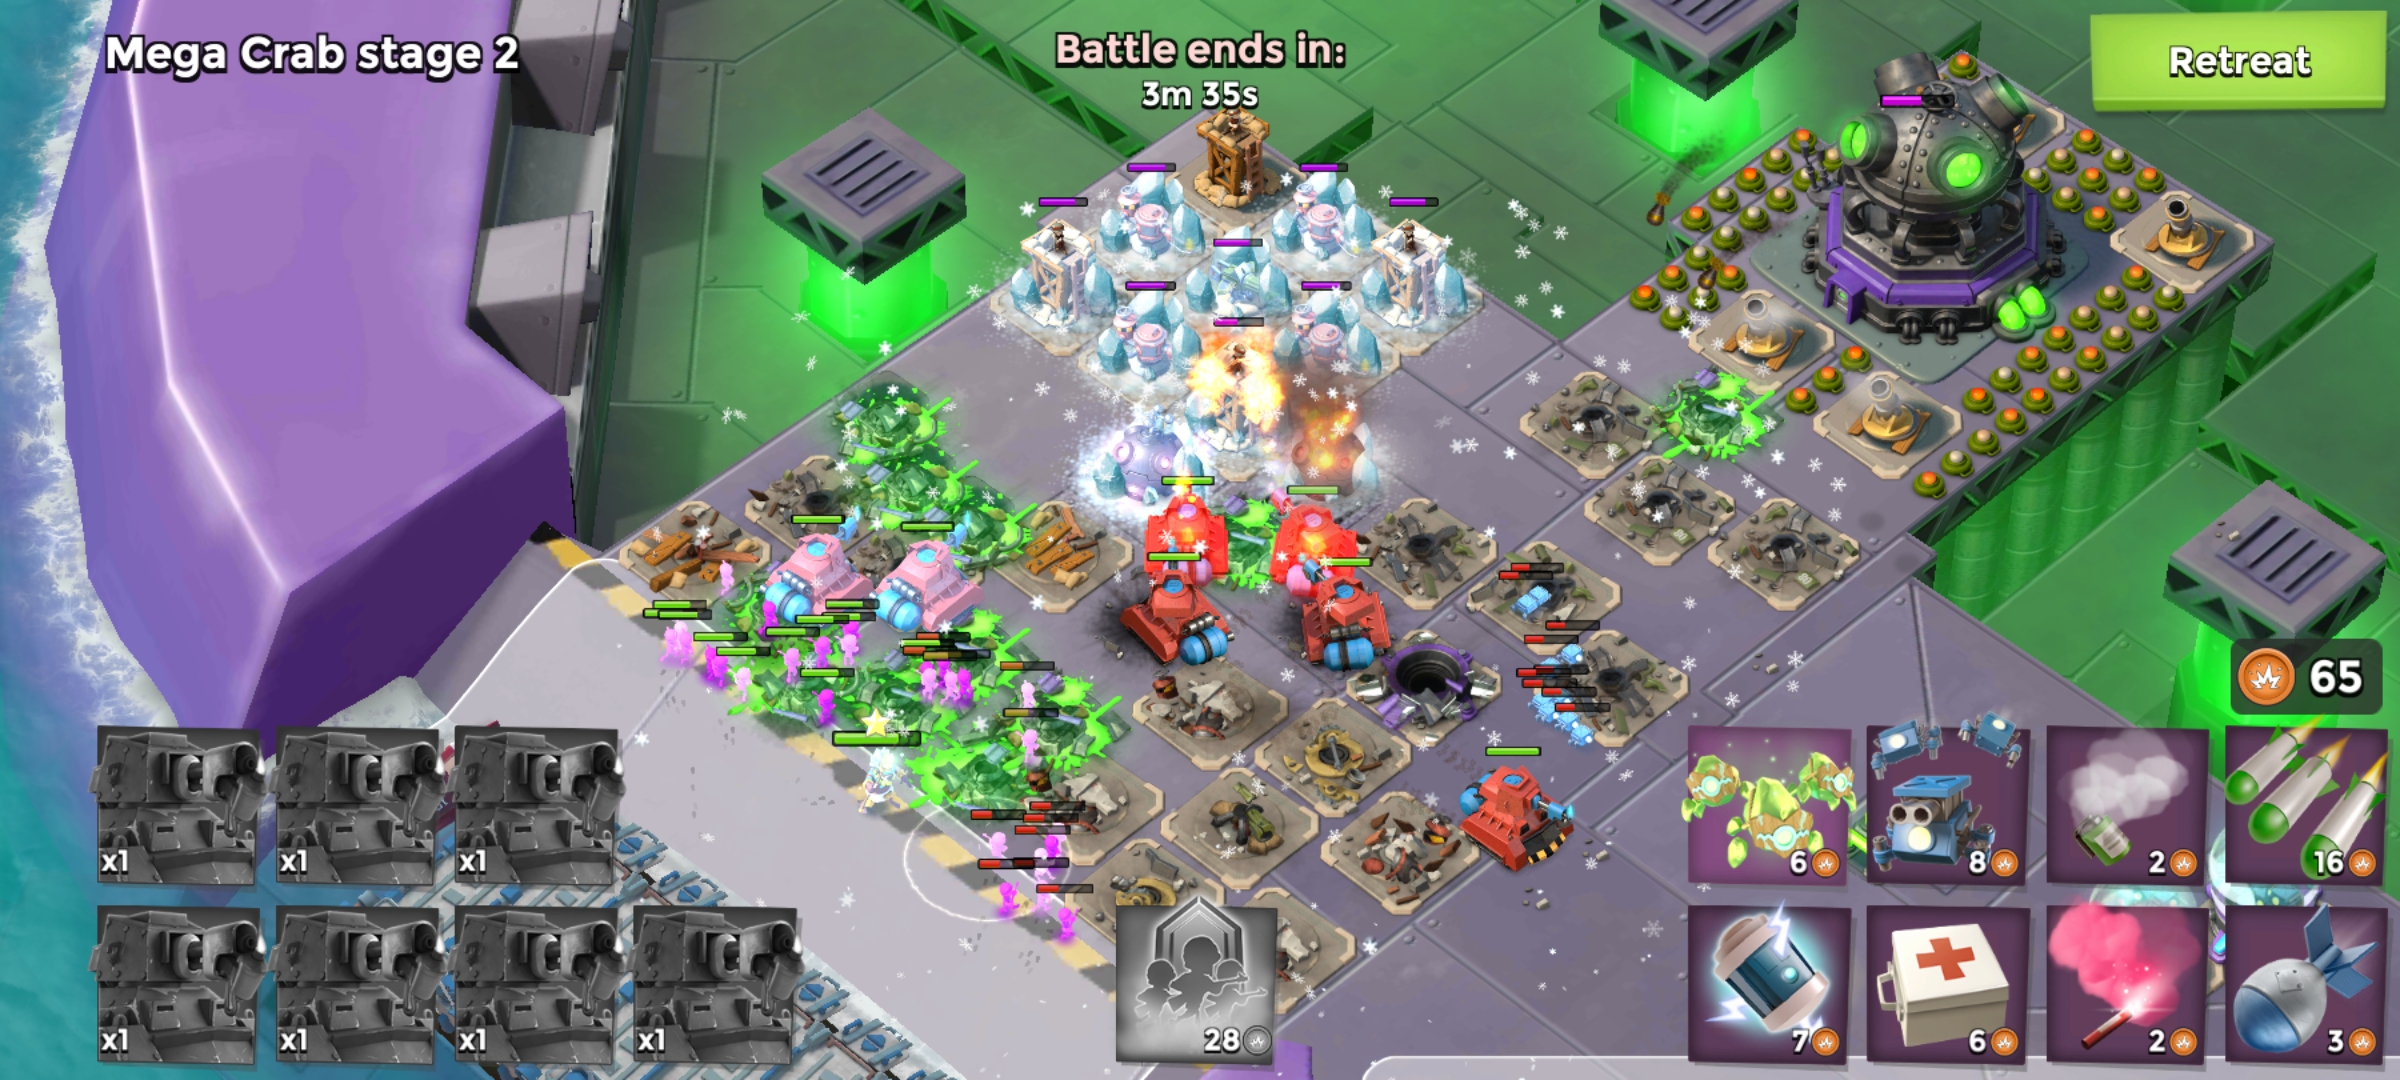 Mega Crab stage 2
Battle ends in:
3m 35s
Retreat
65
x1
x1
x1
6
8
2
16
x1
x1
x1
x1
28
7
6
2
3